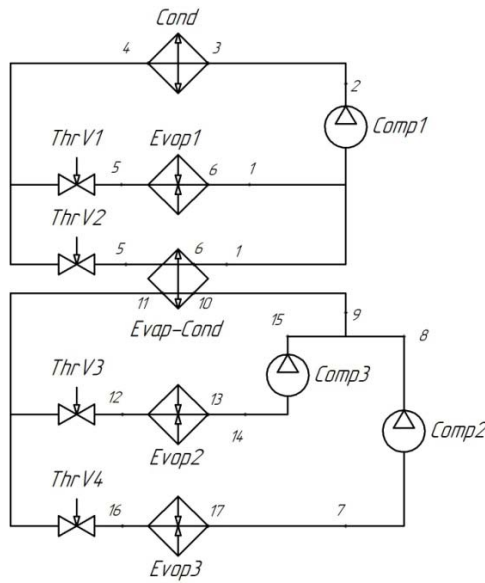 Cond
4 3
2
Comp1
ThrV1 Evop1
5 6 1
ThrV2
5 6 1
11 10
Evap-Cond
9
15 8
ThrV3
Comp3
12 13
14
Comp2
Evop2
ThrV4
16 17 7
Evop3